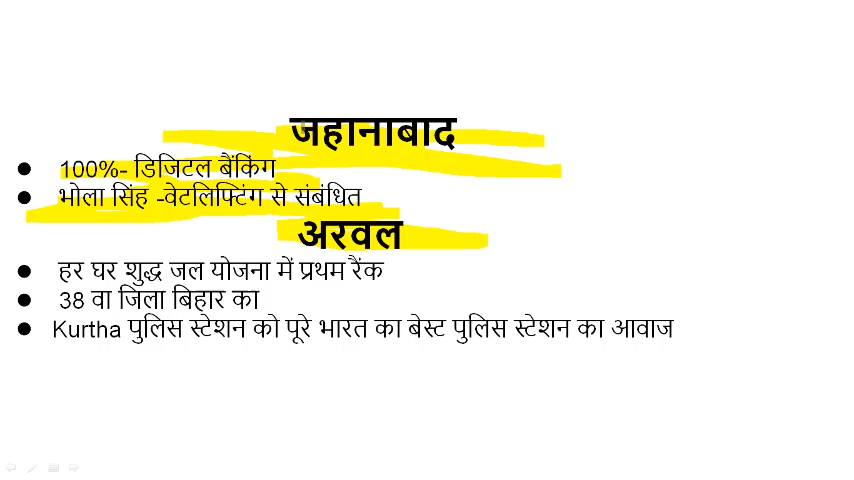 जहानाबाद
● 100%- डिजिटल बैंकिंग
● भोला सिंह -वेटलिफ्टिंग से संबंधित
अरवल
● हर घर शुद्ध जल योजना में प्रथम रैंक
● 38 वा जिला बिहार का
● Kurtha पुलिस स्टेशन को पूरे भारत का बेस्ट पुलिस स्टेशन का आवाज